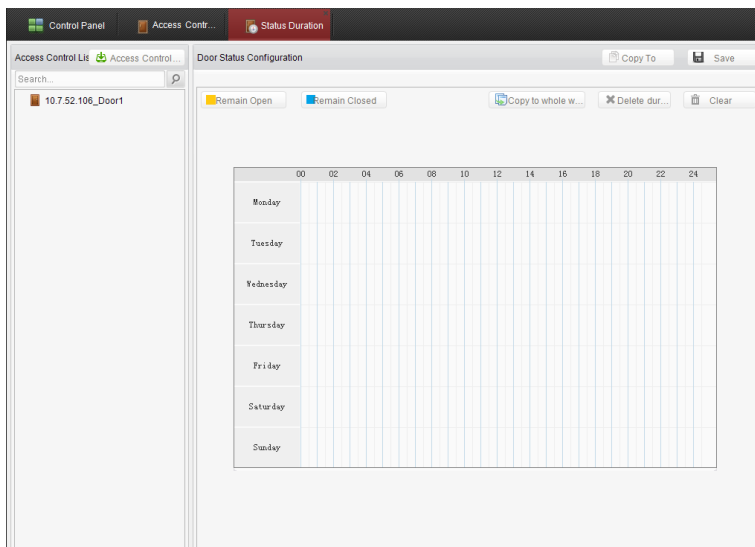 Control Panel Access Contr... Status Duration
Access Control Lis Access Control... Door Status Configuration Copy To Save
Search...
10.7.52.106_Door1
Remain Open Remain Closed Copy to whole w... Delete dur... Clear
00 02 04 06 08 10 12 14 16 18 20 22 24
Monday
Tuesday
Wednesday
Thursday
Friday
Saturday
Sunday